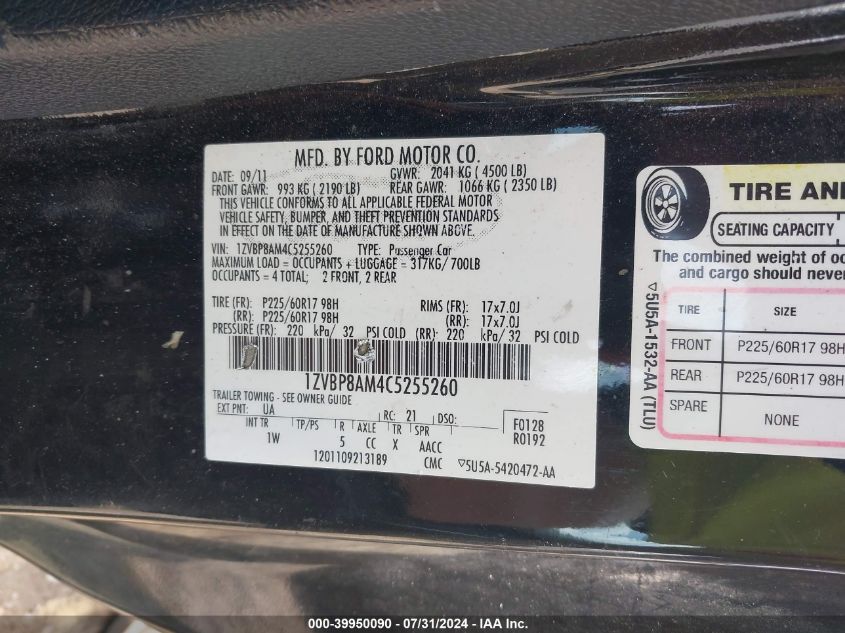 MFD. BY FORD MOTOR CO.
DATE: 09/11 GVWR: 2041 KG ( 4500 LB)
FRONT GAWR: 993 KG ( 2190 LB) REAR GAWR: 1066 KG ( 2350 LB)
THIS VEHICLE CONFORMS TO ALL APPLICABLE FEDERAL MOTOR
VEHICLE SAFETY, BUMPER, AND THEFT PREVENTION STANDARDS
IN EFFECT ON THE DATE OF MANUFACTURE SHOWN ABOVE.
VIN: 1ZVBP8AM4C5255260 TYPE: Passenger Car
MAXIMUM LOAD = OCCUPANTS + LUGGAGE = 317KG/ 700LB
OCCUPANTS = 4 TOTAL; 2 FRONT, 2 REAR
TIRE (FR): P225/60R17 98H RIMS (FR): 17x7.0J
(RR): P225/60R17 98H (RR): 17x7.0J
PRESSURE (FR): 220 kPa/ 32 PSI COLD (RR): 220 kPa/ 32 PSI COLD
1ZVBP8AM4C5255260
TRAILER TOWING - SEE OWNER GUIDE
EXT PNT: UA RC: 21 DSO: F0128
INT TR TP/PS R AXLE TR SPR R0192
1W 5 CC X AACC
1201109213189 CMC ▽5U5A-5420472-AA
TIRE AND
SEATING CAPACITY
The combined weight of oc
and cargo should never
TIRE SIZE
FRONT P225/60R17 98H
REAR P225/60R17 98H
SPARE NONE
▽5U5A-1532-AA (TLU)
000-39950090 - 07/31/2024 - IAA Inc.